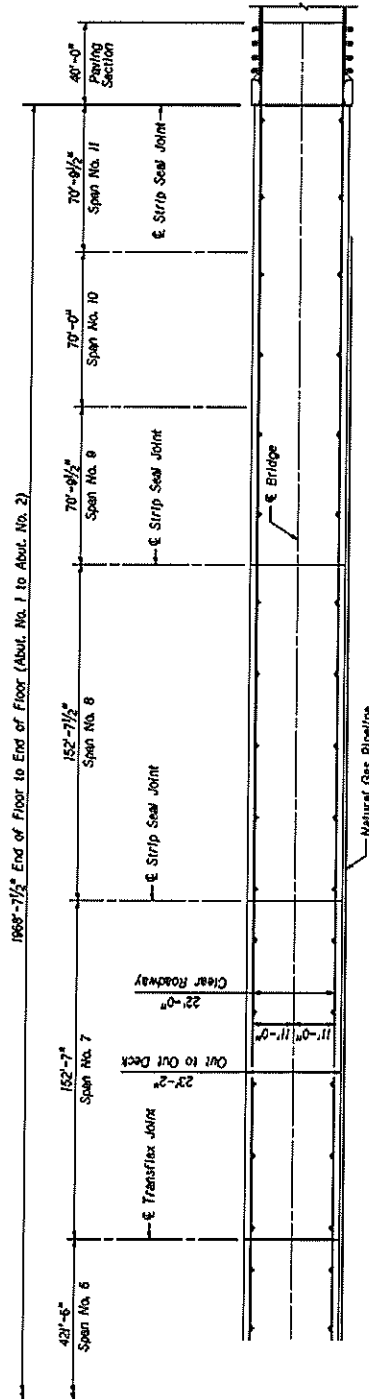 1968'-7½" End of Floor to End of Floor (Abut. No. 1 to Abut. No. 2)
421'-6"
Span No. 6
152'-7"
Span No. 7
152'-7½"
Span No. 8
70'-9½"
Span No. 9
70'-0"
Span No. 10
70'-9½"
Span No. 11
40'-0"
Paving
Section
℄ Transflex Joint
℄ Strip Seal Joint
℄ Strip Seal Joint
℄ Strip Seal Joint
23'-2"
Out to Out Deck
22'-0"
Clear Roadway
11'-0"
11'-0"
℄ Bridge
Natural Gas Pipeline